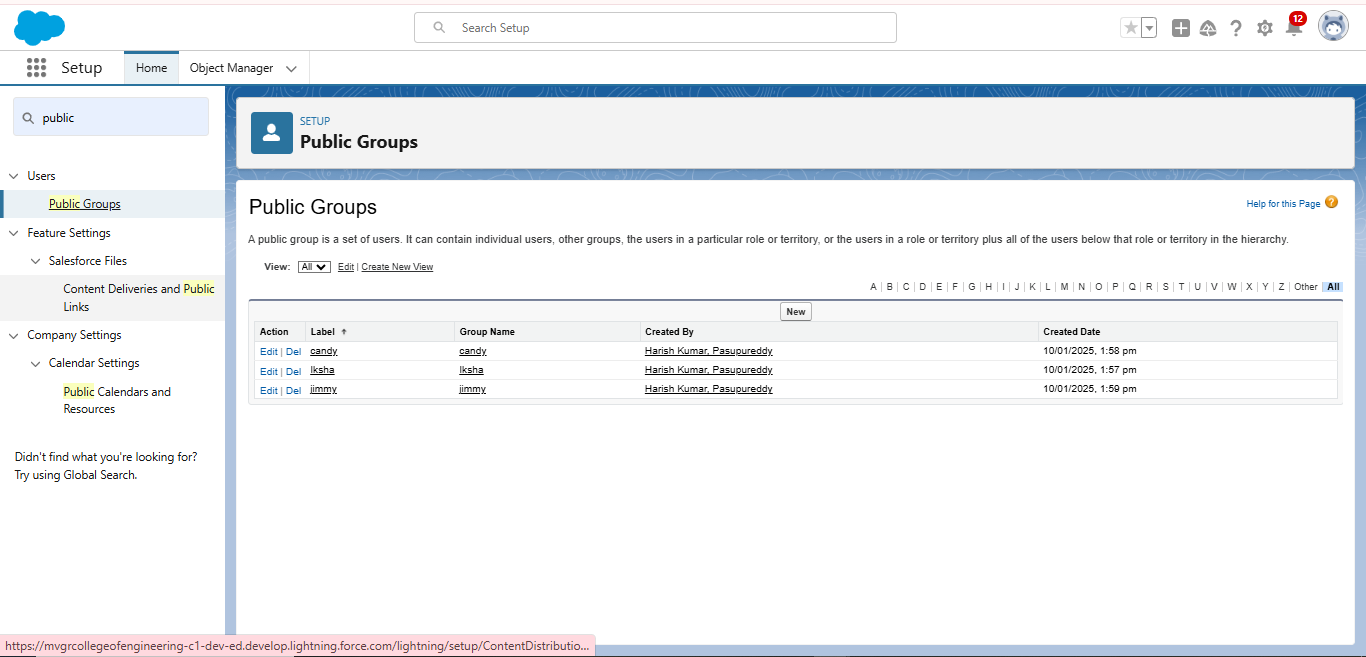 Search Setup
12
Setup
Home
Object Manager
public
Users
Public Groups
Feature Settings
Salesforce Files
Content Deliveries and Public
Links
Company Settings
Calendar Settings
Public Calendars and
Resources
Didn't find what you're looking for?
Try using Global Search.
SETUP
Public Groups
Public Groups
Help for this Page ?
A public group is a set of users. It can contain individual users, other groups, the users in a particular role or territory, or the users in a role or territory plus all of the users below that role or territory in the hierarchy.
View: All Edit | Create New View
A | B | C | D | E | F | G | H | I | J | K | L | M | N | O | P | Q | R | S | T | U | V | W | X | Y | Z | Other All
New
Action Label ↑ Group Name Created By Created Date
Edit | Del candy candy Harish Kumar, Pasupureddy 10/01/2025, 1:58 pm
Edit | Del Iksha Iksha Harish Kumar, Pasupureddy 10/01/2025, 1:57 pm
Edit | Del jimmy jimmy Harish Kumar, Pasupureddy 10/01/2025, 1:59 pm
https://mvgrcollegeofengineering-c1-dev-ed.develop.lightning.force.com/lightning/setup/ContentDistributio...